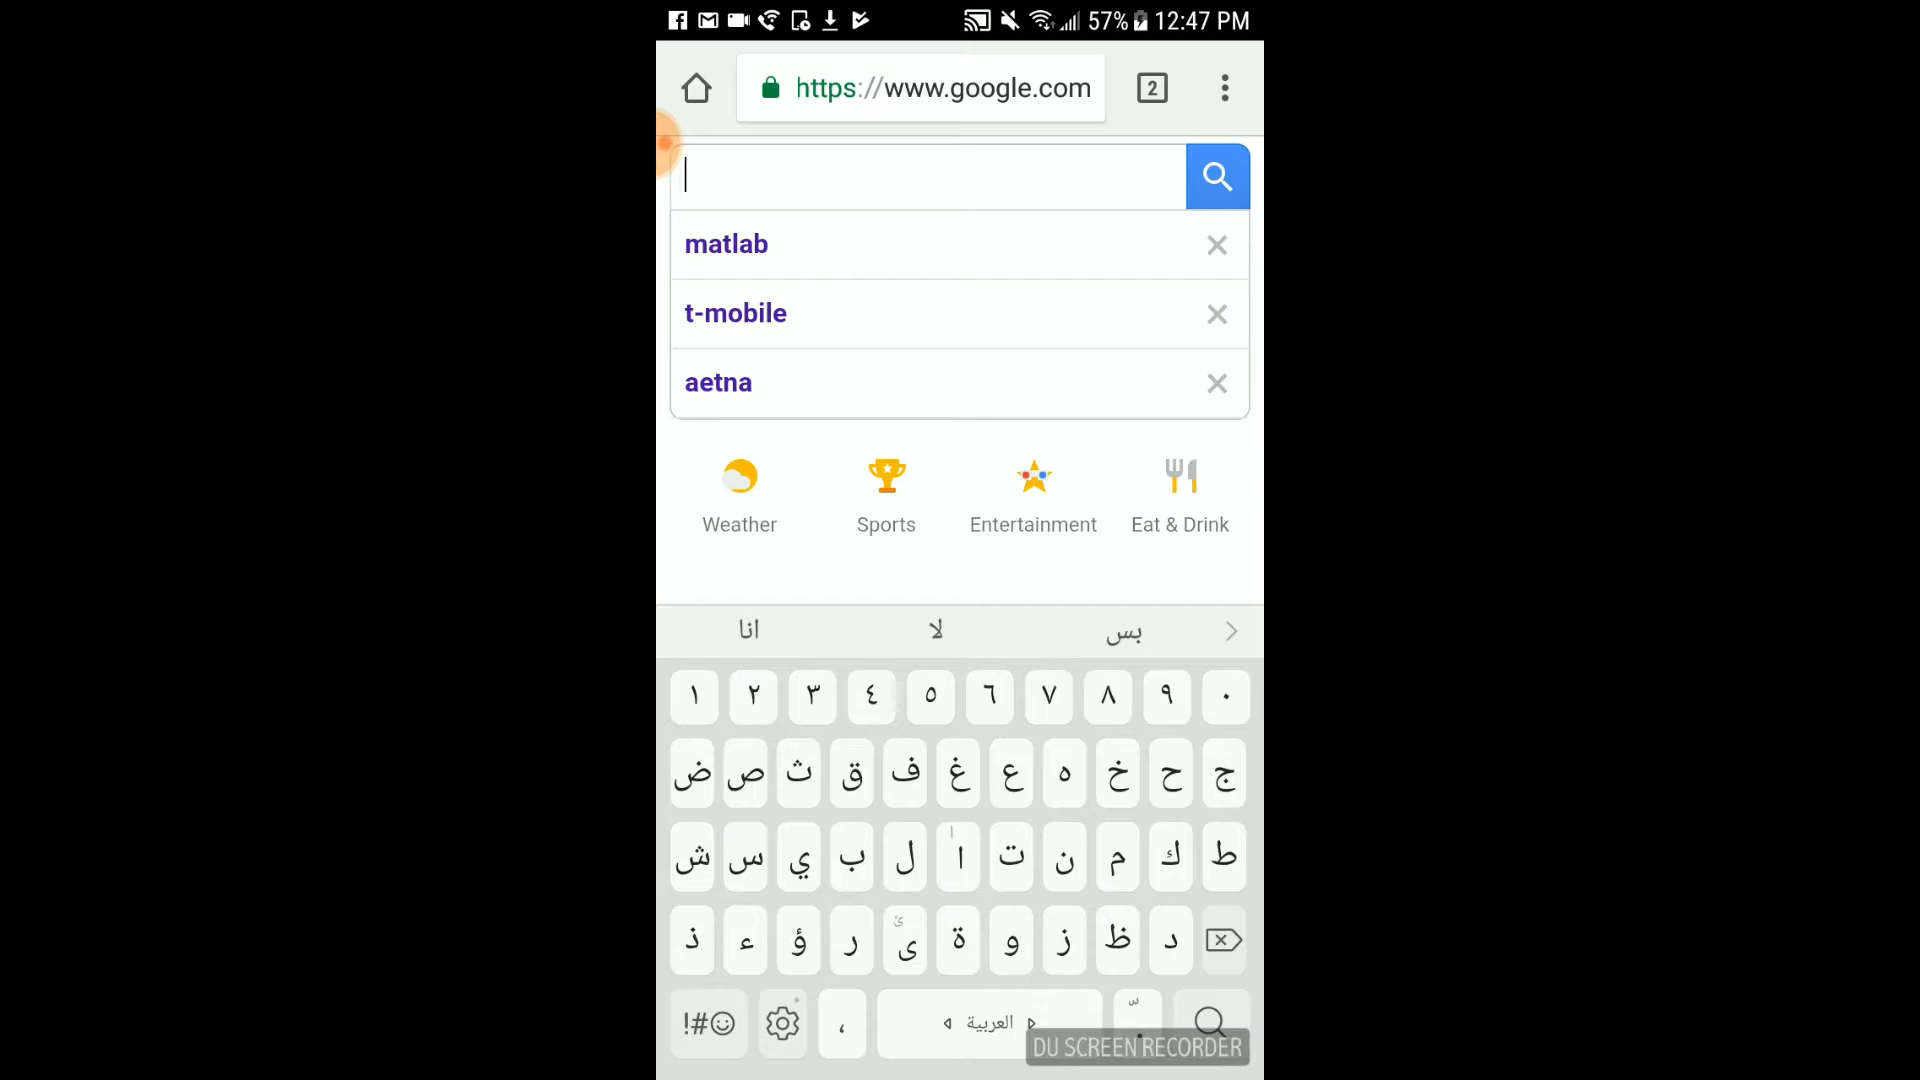 57% 12:47 PM
https://www.google.com 2
matlab
t-mobile
aetna
Weather Sports Entertainment Eat & Drink
انا لا بس
١ ٢ ٣ ٤ ٥ ٦ ٧ ٨ ٩ ٠
ض ص ث ق ف غ ع ه خ ح ج
ش س ي ب ل ا ت ن م ك ط
ذ ء ؤ ر ى ة و ز ظ د
!#☺ ، العربية .
DU SCREEN RECORDER